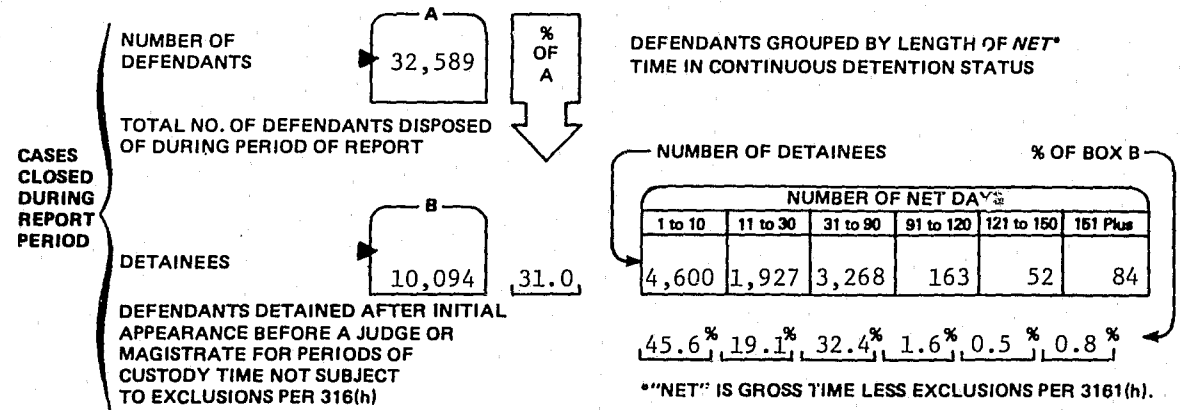 CASES
CLOSED
DURING
REPORT
PERIOD
NUMBER OF
DEFENDANTS
A
32,589
%
OF
A
TOTAL NO. OF DEFENDANTS DISPOSED
OF DURING PERIOD OF REPORT
B
DETAINEES
10,094
31.0
DEFENDANTS DETAINED AFTER INITIAL
APPEARANCE BEFORE A JUDGE OR
MAGISTRATE FOR PERIODS OF
CUSTODY TIME NOT SUBJECT
TO EXCLUSIONS PER 316(h)
DEFENDANTS GROUPED BY LENGTH OF NET*
TIME IN CONTINUOUS DETENTION STATUS
NUMBER OF DETAINEES % OF BOX B
NUMBER OF NET DAYS
1 to 10 11 to 30 31 to 90 91 to 120 121 to 150 151 Plus
4,600 1,927 3,268 163 52 84
45.6% 19.1% 32.4% 1.6% 0.5 % 0.8 %
*"NET" IS GROSS TIME LESS EXCLUSIONS PER 3161(h).